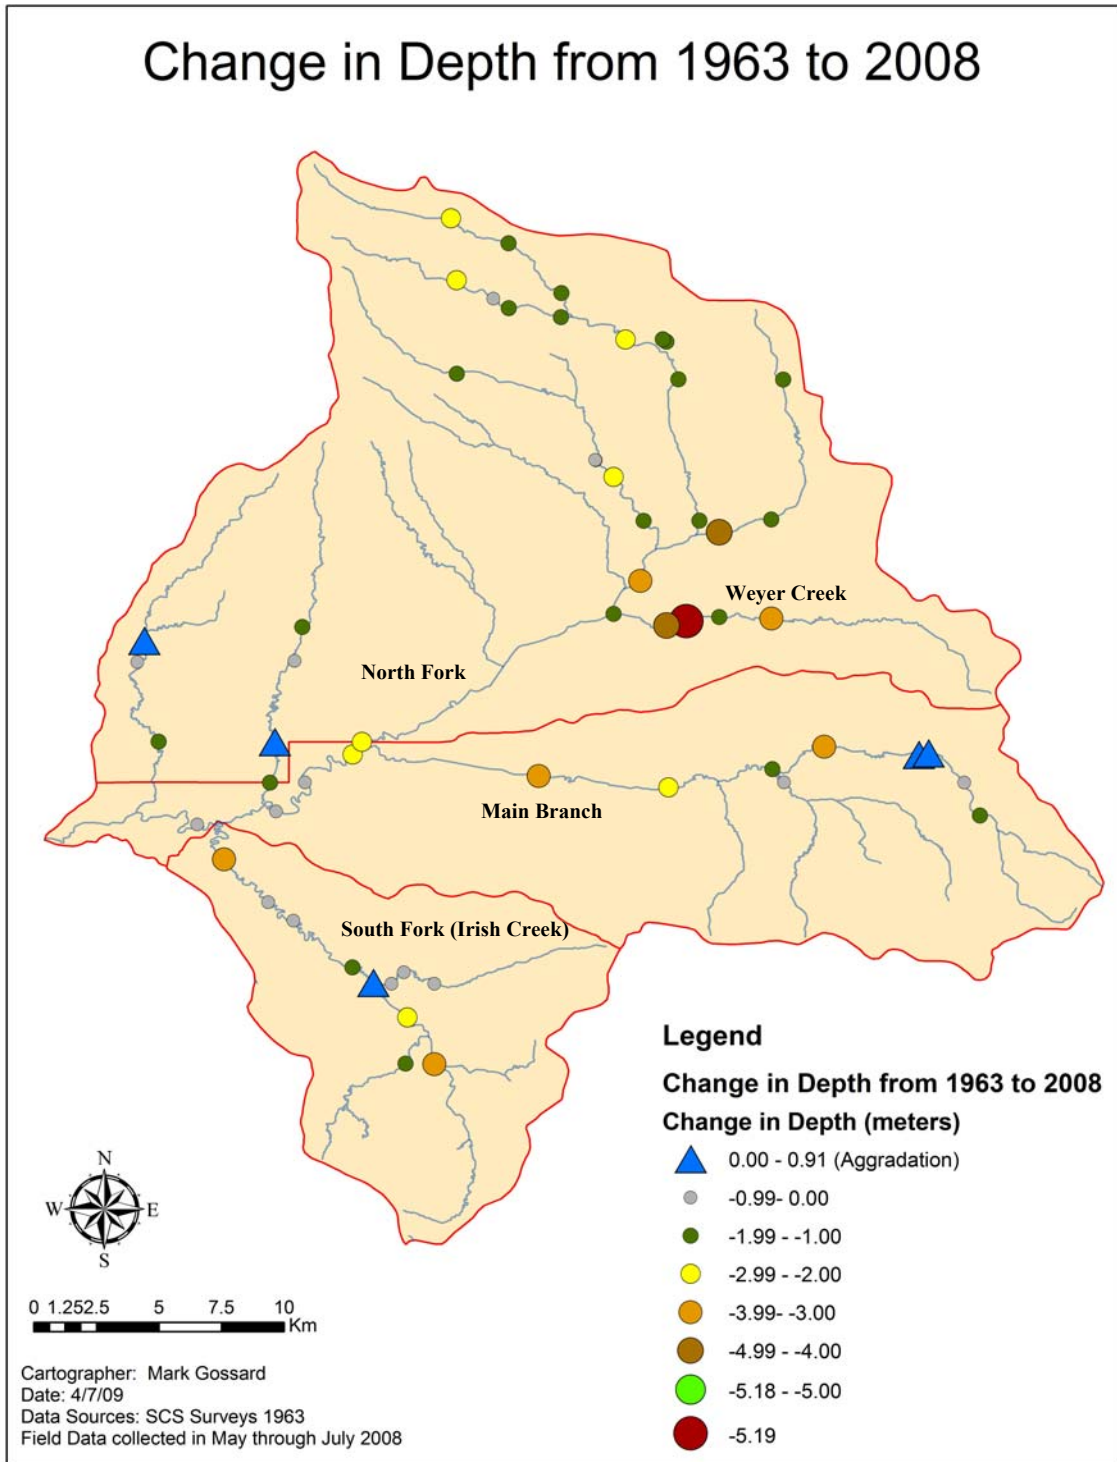 Change in Depth from 1963 to 2008
Weyer Creek
North Fork
Main Branch
South Fork (Irish Creek)
Legend
Change in Depth from 1963 to 2008
Change in Depth (meters)
0.00 - 0.91 (Aggradation)
-0.99- 0.00
-1.99 - -1.00
-2.99 - -2.00
-3.99- -3.00
-4.99 - -4.00
-5.18 - -5.00
-5.19
N
W E
S
0 1.252.5 5 7.5 10
Km
Cartographer: Mark Gossard
Date: 4/7/09
Data Sources: SCS Surveys 1963
Field Data collected in May through July 2008